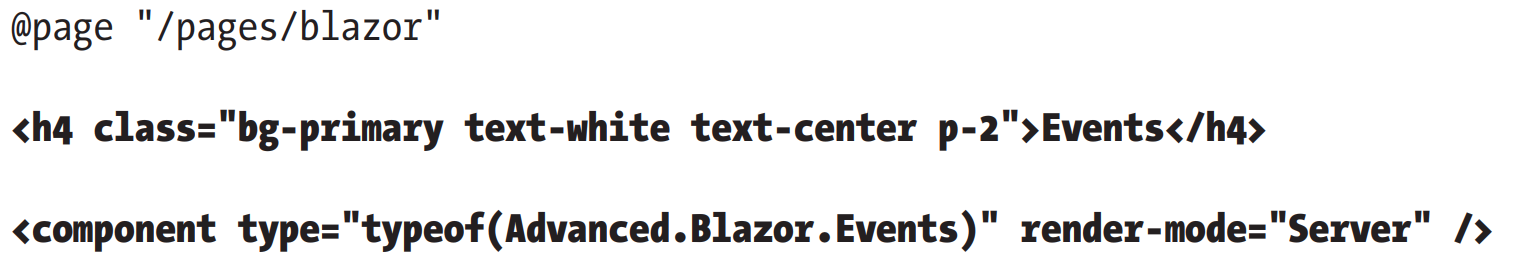 @page "/pages/blazor"
<h4 class="bg-primary text-white text-center p-2">Events</h4>
<component type="typeof(Advanced.Blazor.Events)" render-mode="Server" />